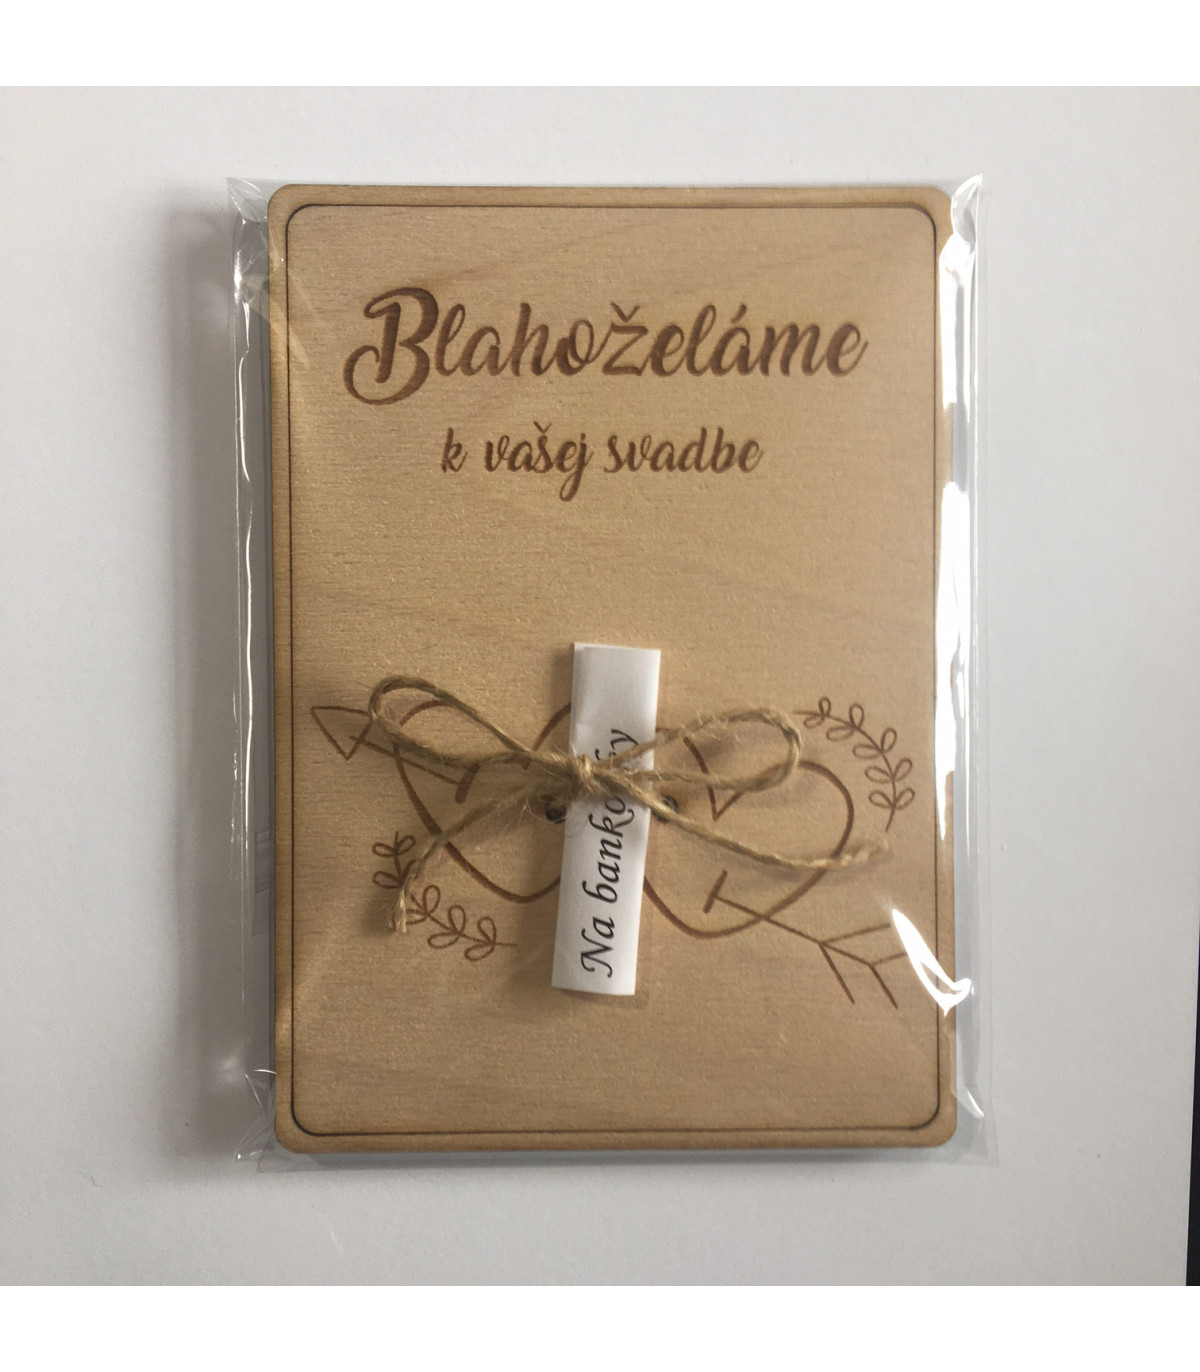 Blahoželáme
k vašej svadbe
Na